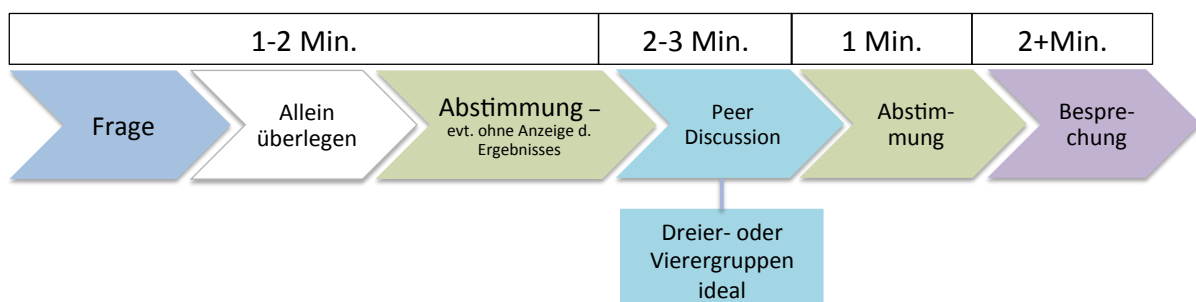 1-2 Min.
2-3 Min.
1 Min.
2+Min.
Frage
Allein
überlegen
Abstimmung –
evt. ohne Anzeige d.
Ergebnisses
Peer
Discussion
Abstim-
mung
Bespre-
chung
Dreier- oder
Vierergruppen
ideal